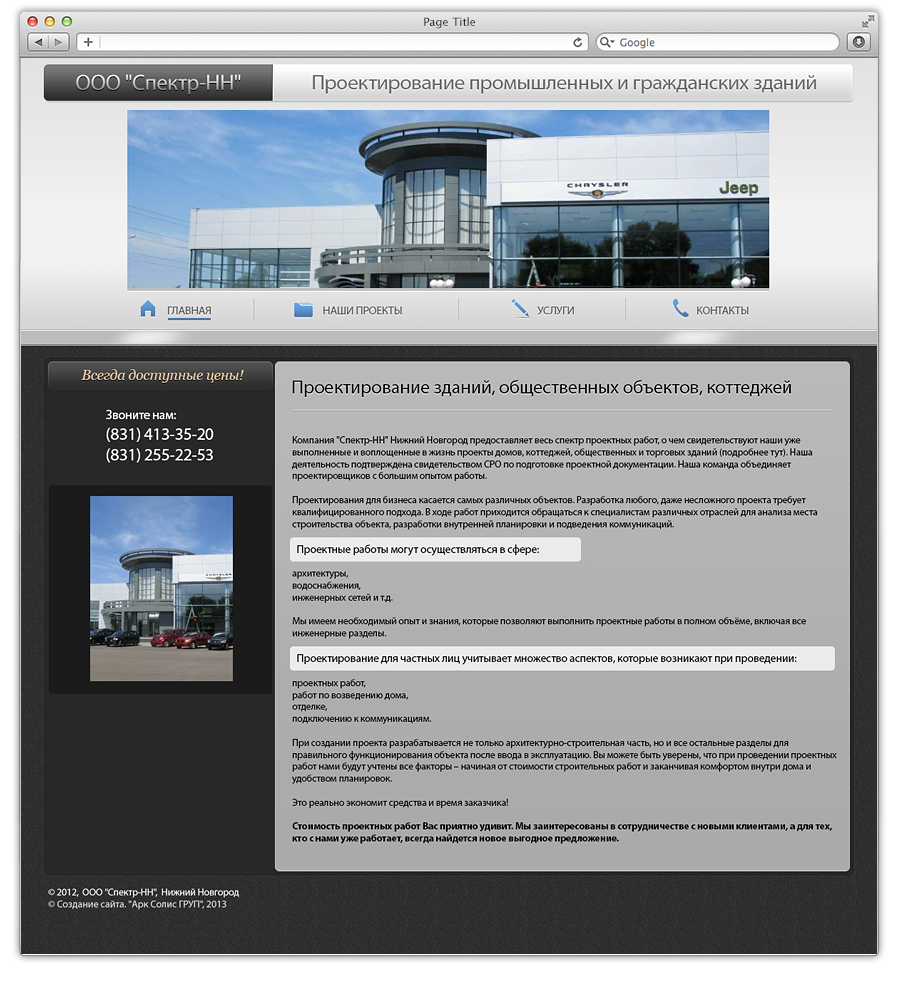 Page Title
Google
ООО "Спектр-НН"
Проектирование промышленных и гражданских зданий
CHRYSLER
Jeep
ГЛАВНАЯ
НАШИ ПРОЕКТЫ
УСЛУГИ
КОНТАКТЫ
Всегда доступные цены!
Звоните нам:
(831) 413-35-20
(831) 255-22-53
Проектирование зданий, общественных объектов, коттеджей
Компания "Спектр-НН" Нижний Новгород предоставляет весь спектр проектных работ, о чем свидетельствуют наши уже
выполненные и воплощенные в жизнь проекты домов, коттеджей, общественных и торговых зданий (подробнее тут). Наша
деятельность подтверждена свидетельством СРО по подготовке проектной документации. Наша команда объединяет
проектировщиков с большим опытом работы.
Проектирования для бизнеса касается самых различных объектов. Разработка любого, даже несложного проекта требует
квалифицированного подхода. В ходе работ приходится обращаться к специалистам различных отраслей для анализа места
строительства объекта, разработки внутренней планировки и подведения коммуникаций.
Проектные работы могут осуществляться в сфере:
архитектуры,
водоснабжения,
инженерных сетей и т.д.
Мы имеем необходимый опыт и знания, которые позволяют выполнить проектные работы в полном объёме, включая все
инженерные разделы.
Проектирование для частных лиц учитывает множество аспектов, которые возникают при проведении:
проектных работ,
работ по возведению дома,
отделке,
подключению к коммуникациям.
При создании проекта разрабатывается не только архитектурно-строительная часть, но и все остальные разделы для
правильного функционирования объекта после ввода в эксплуатацию. Вы можете быть уверены, что при проведении проектных
работ нами будут учтены все факторы – начиная от стоимости строительных работ и заканчивая комфортом внутри дома и
удобством планировок.
Это реально экономит средства и время заказчика!
Стоимость проектных работ Вас приятно удивит. Мы заинтересованы в сотрудничестве с новыми клиентами, а для тех,
кто с нами уже работает, всегда найдется новое выгодное предложение.
© 2012, ООО "Спектр-НН", Нижний Новгород
© Создание сайта. "Арк Солис ГРУП", 2013